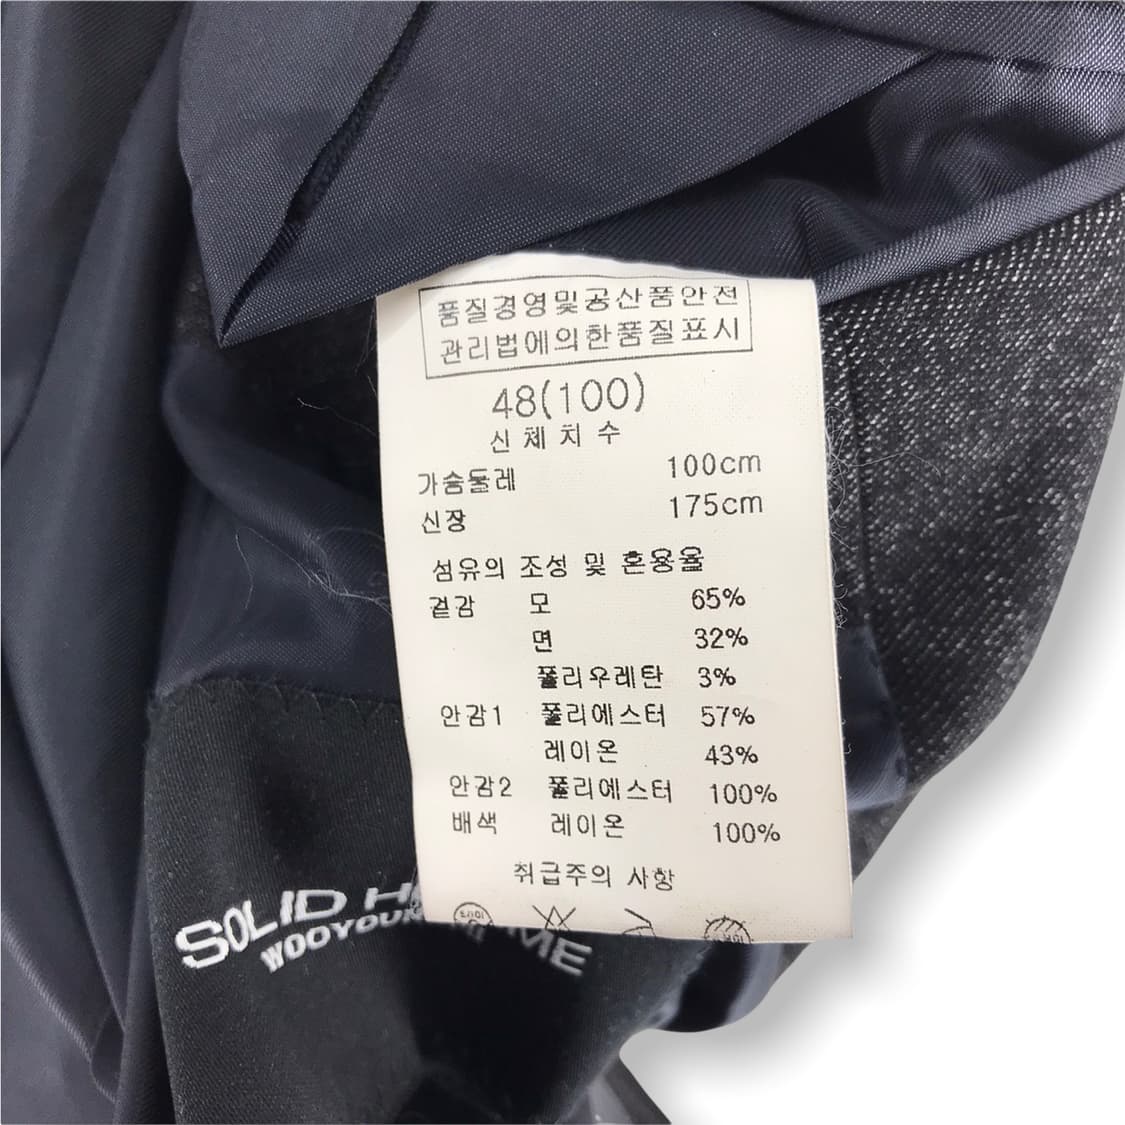 품질경영및공산품안전
관리법에의한품질표시
48(100)
신체치수
가슴둘레 100cm
신장 175cm
섬유의 조성 및 혼용율
겉감 모 65%
면 32%
폴리우레탄 3%
안감1 폴리에스터 57%
레이온 43%
안감2 폴리에스터 100%
배색 레이온 100%
취급주의 사항
SOLID H ME
WOOYOUN